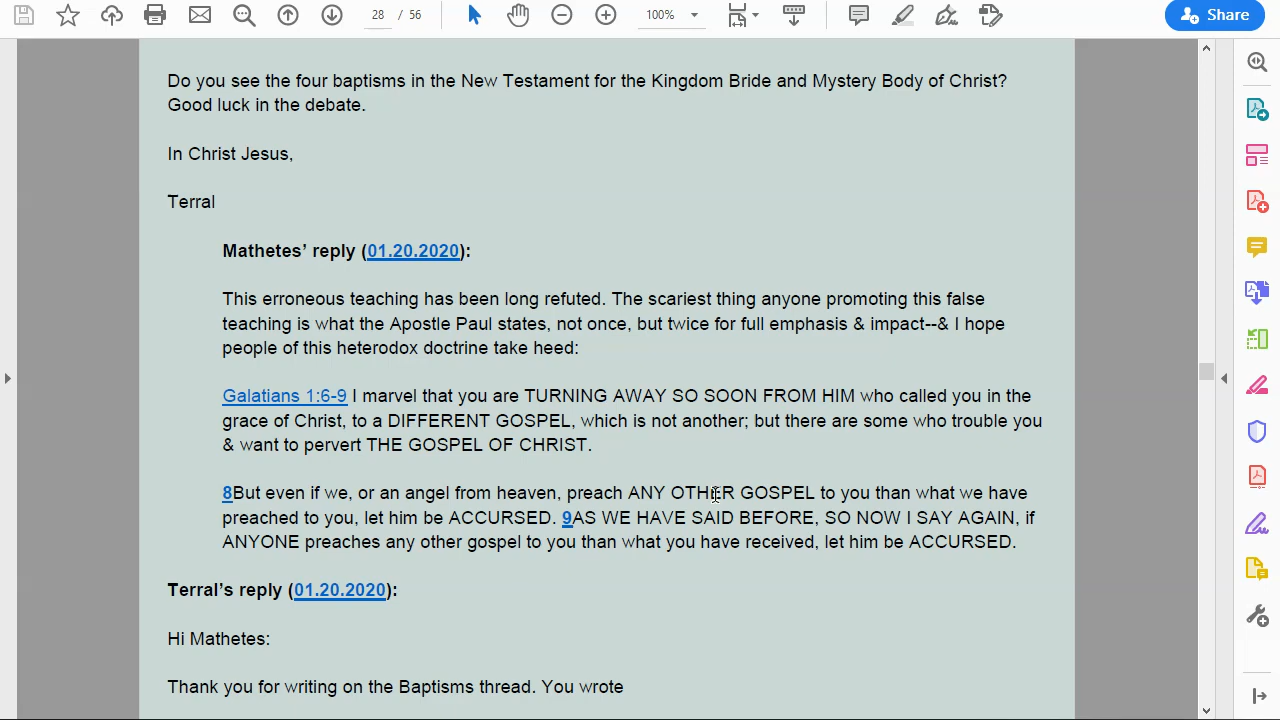 28 / 56
100%
Share
Do you see the four baptisms in the New Testament for the Kingdom Bride and Mystery Body of Christ?
Good luck in the debate.
In Christ Jesus,
Terral
Mathetes’ reply (01.20.2020):
This erroneous teaching has been long refuted. The scariest thing anyone promoting this false
teaching is what the Apostle Paul states, not once, but twice for full emphasis & impact--& I hope
people of this heterodox doctrine take heed:
Galatians 1:6-9 I marvel that you are TURNING AWAY SO SOON FROM HIM who called you in the
grace of Christ, to a DIFFERENT GOSPEL, which is not another; but there are some who trouble you
& want to pervert THE GOSPEL OF CHRIST.
8But even if we, or an angel from heaven, preach ANY OTHER GOSPEL to you than what we have
preached to you, let him be ACCURSED. 9AS WE HAVE SAID BEFORE, SO NOW I SAY AGAIN, if
ANYONE preaches any other gospel to you than what you have received, let him be ACCURSED.
Terral’s reply (01.20.2020):
Hi Mathetes:
Thank you for writing on the Baptisms thread. You wrote